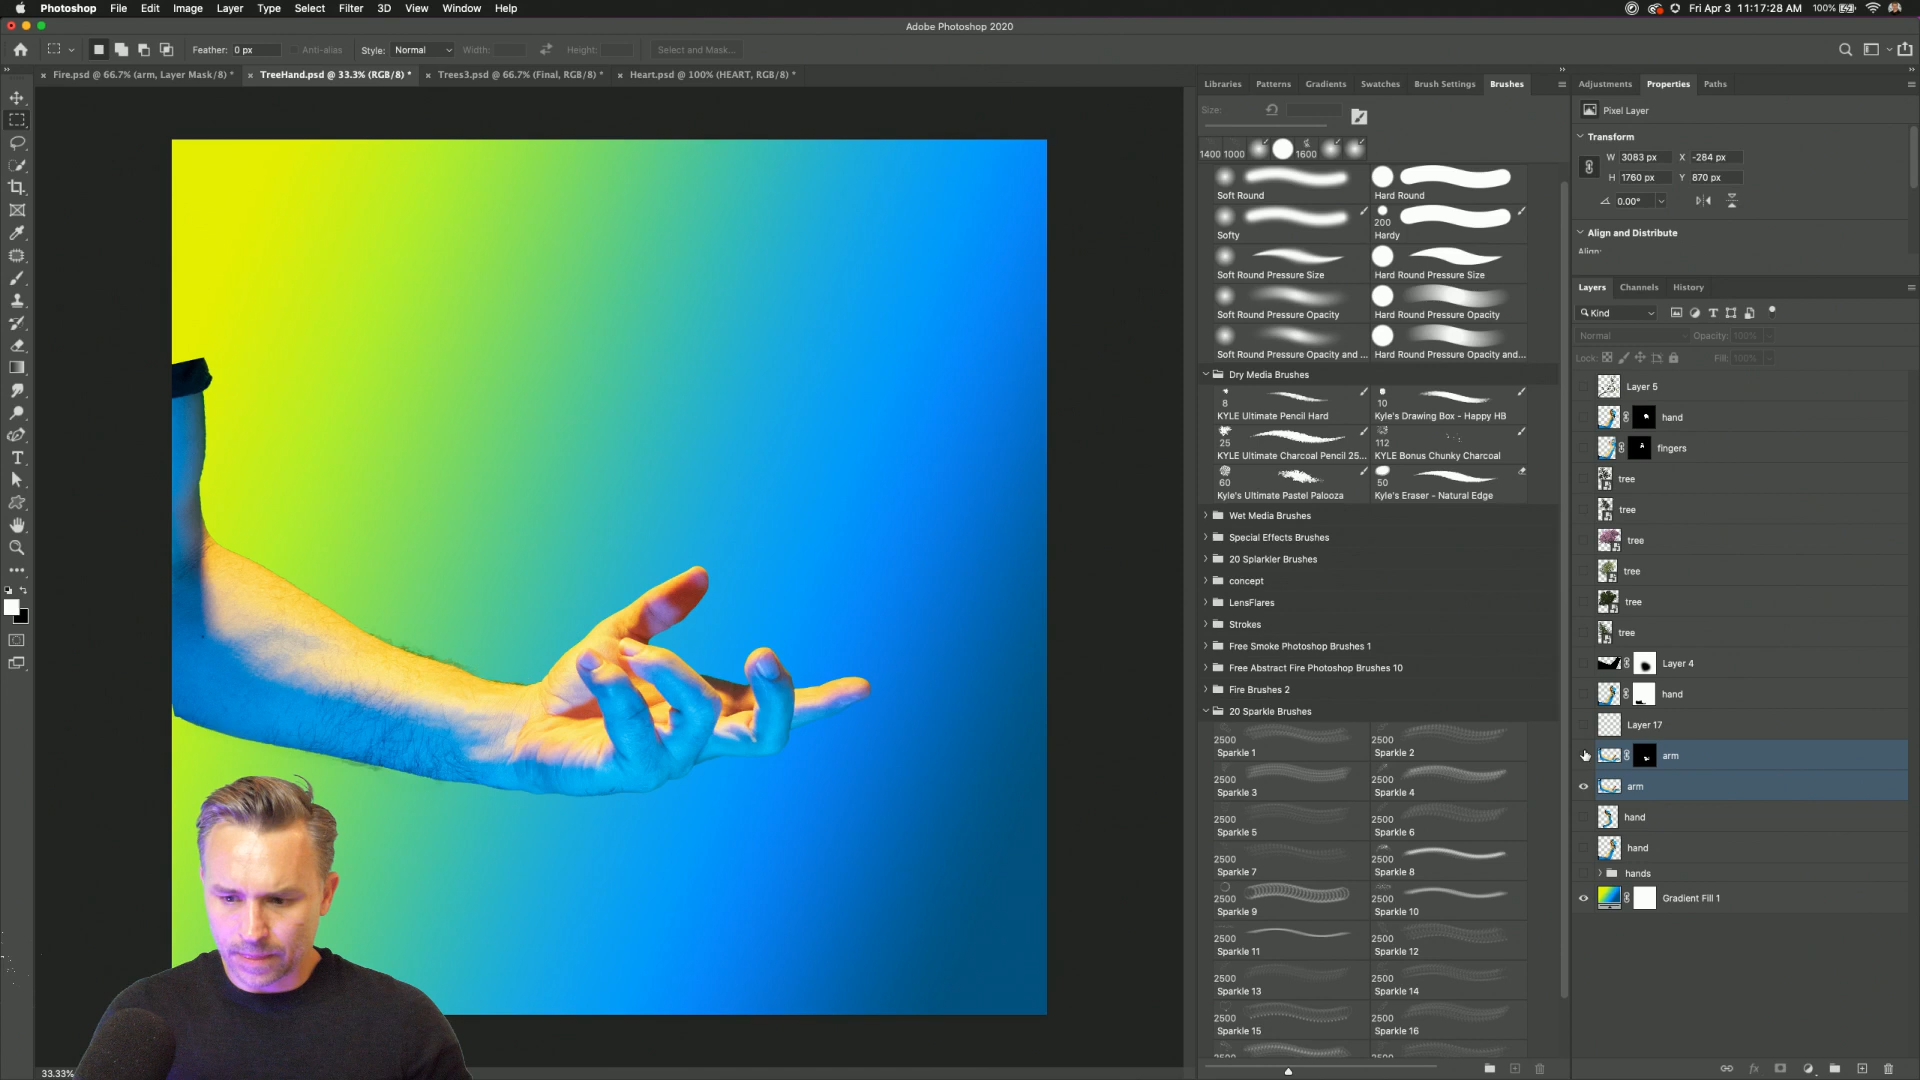 Photoshop File Edit Image Layer Type Select Filter 3D View Window Help
100% Fri Apr 3 11:17:28 AM
Adobe Photoshop 2020
Feather: 0 px Anti-alias Style: Normal Width: Height: Select and Mask...
Fire.psd @ 66.7% (arm, Layer Mask/8) * TreeHand.psd @ 33.3% (RGB/8) * Trees3.psd @ 66.7% (Final, RGB/8) * Heart.psd @ 100% (HEART, RGB/8) *
Libraries Patterns Gradients Swatches Brush Settings Brushes
Size:
1400 1000 1600
Soft Round Hard Round
200
Softy Hardy
Soft Round Pressure Size Hard Round Pressure Size
Soft Round Pressure Opacity Hard Round Pressure Opacity
Soft Round Pressure Opacity and ... Hard Round Pressure Opacity and...
Dry Media Brushes
8 10
KYLE Ultimate Pencil Hard Kyle's Drawing Box - Happy HB
25 112
KYLE Ultimate Charcoal Pencil 25... KYLE Bonus Chunky Charcoal
60 50
Kyle's Ultimate Pastel Palooza Kyle's Eraser - Natural Edge
Wet Media Brushes
Special Effects Brushes
20 Splarkler Brushes
concept
LensFlares
Strokes
Free Smoke Photoshop Brushes 1
Free Abstract Fire Photoshop Brushes 10
Fire Brushes 2
20 Sparkle Brushes
2500 2500
Sparkle 1 Sparkle 2
2500 2500
Sparkle 3 Sparkle 4
2500 2500
Sparkle 5 Sparkle 6
2500 2500
Sparkle 7 Sparkle 8
2500 2500
Sparkle 9 Sparkle 10
2500 2500
Sparkle 11 Sparkle 12
2500 2500
Sparkle 13 Sparkle 14
2500 2500
Sparkle 15 Sparkle 16
2500 2500
Adjustments Properties Paths
Pixel Layer
Transform
W 3083 px X -284 px
H 1760 px Y 870 px
0.00°
Align and Distribute
Align:
Layers Channels History
Kind
Normal Opacity: 100%
Lock: Fill: 100%
Layer 5
hand
fingers
tree
tree
tree
tree
tree
tree
Layer 4
hand
Layer 17
arm
arm
hand
hand
hands
Gradient Fill 1
33.33%